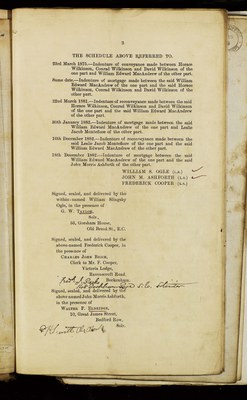 8
THE SCHEDULE ABOVE REFERRED TO.
23rd March 1875.—Indenture of conveyance made between Horace
Wilkinson, Conrad Wilkinson and David Wilkinson of the
one part and William Edward MacAndrew of the other part.
Same date.—Indenture of mortgage made between the said William
Edward MacAndrew of the one part and the said Horace
Wilkinson, Conrad Wilkinson and David Wilkinson of the
other part.
22nd March 1881.—Indenture of reconveyance made between the said
Horace Wilkinson, Conrad Wilkinson and David Wilkinson
of the one part and the said William Edward MacAndrew
of the other part.
20th January 1882.—Indenture of mortgage between the said
William Edward MacAndrew of the one part and Leslie
Jacob of the other part.
16th December 1882.—Indenture of reconveyance made between the
said Leslie Jacob of the one part and the said
William Edward MacAndrew of the other part.
16th December 1882.—Indenture of mortgage between the said
William Edward MacAndrew of the one part and the said
John Morris Ashforth of the other part.
WILLIAM S. OGLE (L.S.)
JOHN M. ASHFORTH (L.S.)
FREDERICK COOPER (L.S.)
Signed, sealed, and delivered by the
within-named William Slingsby
Ogle, in the presence of
G. W.
Solr.,
Gresham House,
Old Broad St., E.C.
Signed, sealed, and delivered by the
above-named Frederick Cooper, in
the presence of
CHARLES JOHN
Clerk to Mr. F. Cooper,
Victoria Lodge,
Ravenscroft Road,
Beckenham.
Signed, sealed, and delivered by the
above-named John Morris Ashforth,
in the presence of
WALTER F.
Great James Street,
Bedford Row,
Solr.